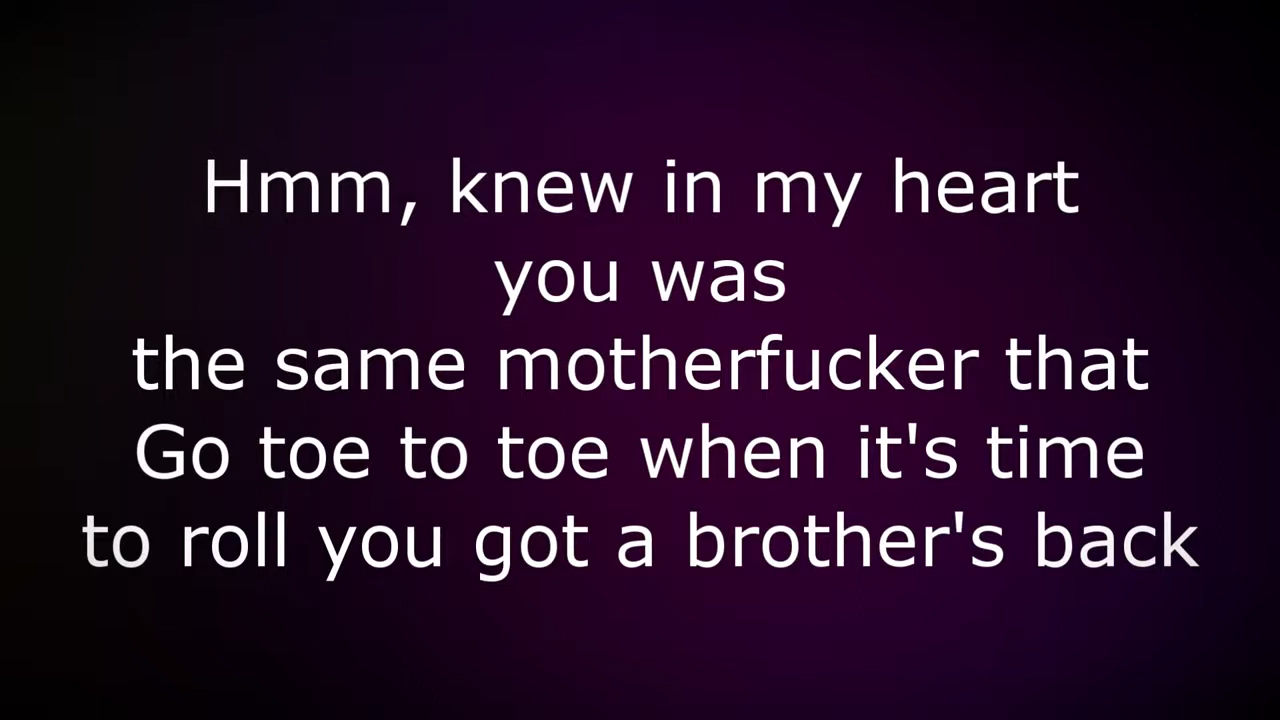 Hmm, knew in my heart
you was
the same motherfucker that
Go toe to toe when it's time
to roll you got a brother's back